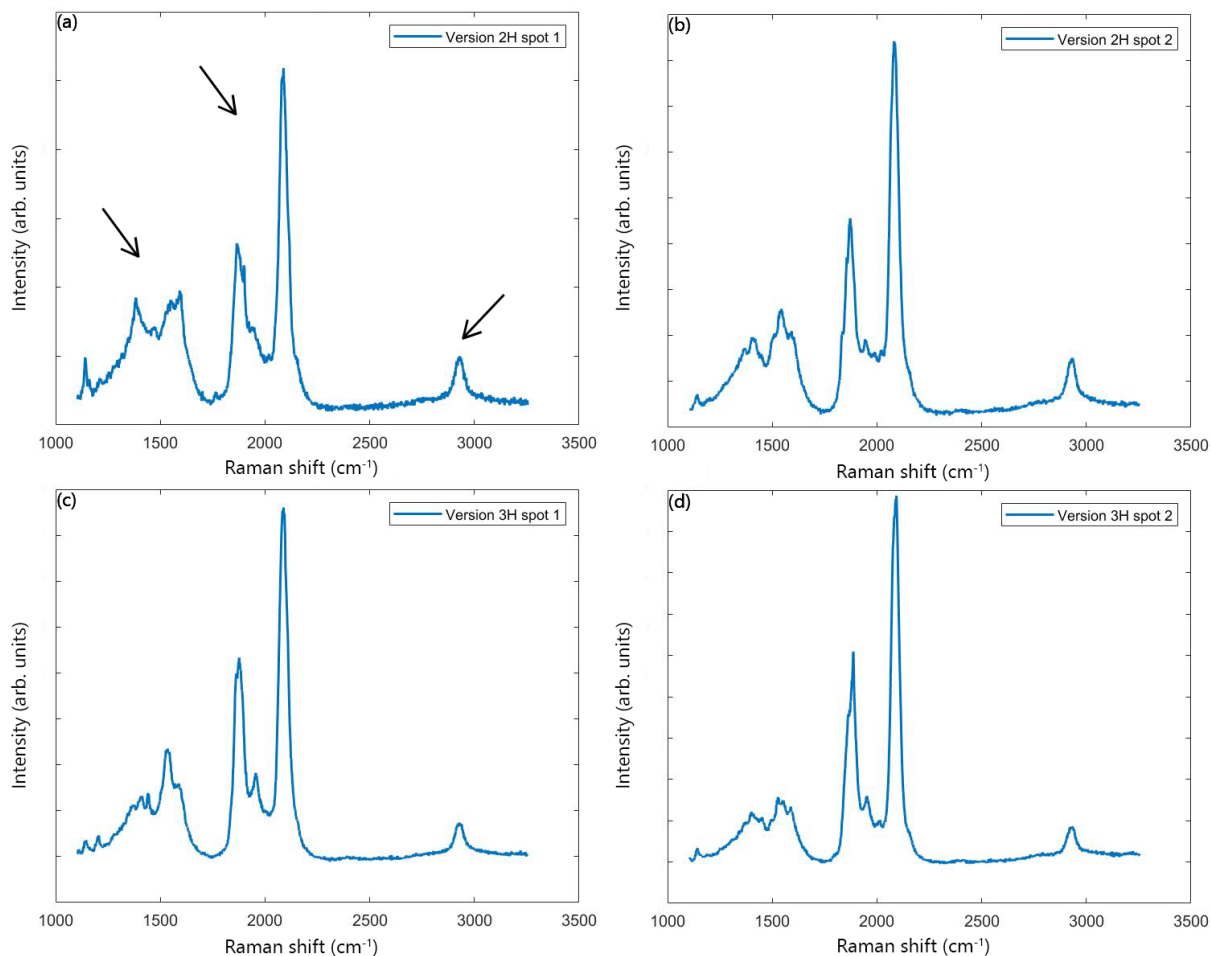 (a)
Version 2H spot 1
Intensity (arb. units)
1000 1500 2000 2500 3000 3500
Raman shift (cm⁻¹)
(b)
Version 2H spot 2
Intensity (arb. units)
1000 1500 2000 2500 3000 3500
Raman shift (cm⁻¹)
(c)
Version 3H spot 1
Intensity (arb. units)
1000 1500 2000 2500 3000 3500
Raman shift (cm⁻¹)
(d)
Version 3H spot 2
Intensity (arb. units)
1000 1500 2000 2500 3000 3500
Raman shift (cm⁻¹)